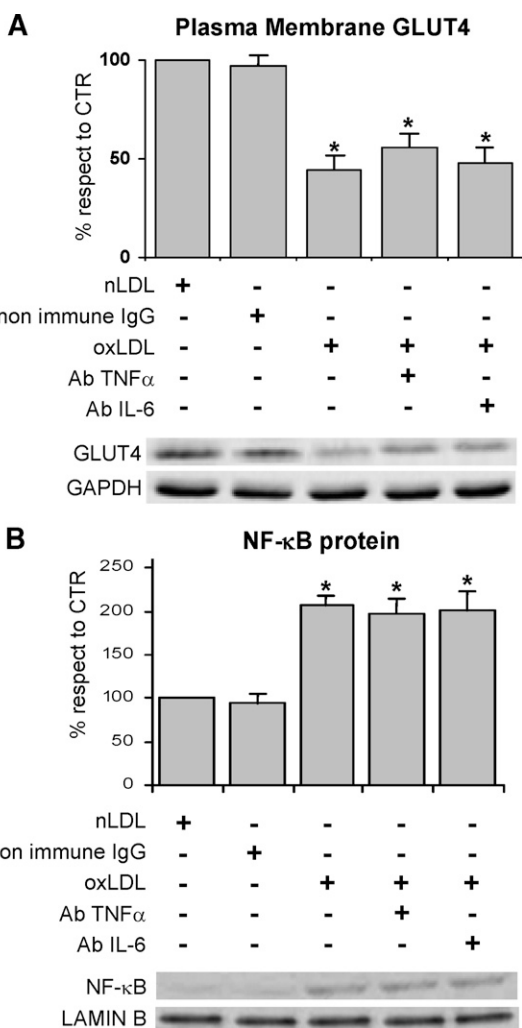 A
Plasma Membrane GLUT4
% respect to CTR
100
50
0
* * *
nLDL + - - - -
non immune IgG - + - - -
oxLDL - - + + +
Ab TNFα - - - + -
Ab IL-6 - - - - +
GLUT4
GAPDH
B
NF-κB protein
% respect to CTR
250
200
150
100
50
0
* * *
nLDL + - - - -
on immune IgG - + - - -
oxLDL - - + + +
Ab TNFα - - - + -
Ab IL-6 - - - - +
NF-κB
LAMIN B